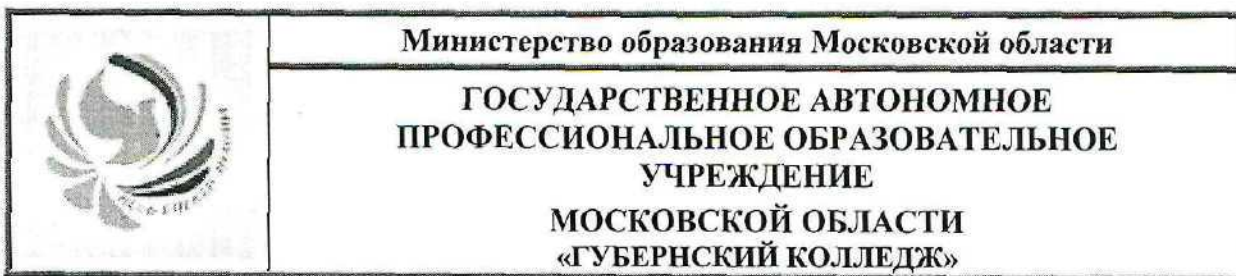 Министерство образования Московской области
ГОСУДАРСТВЕННОЕ АВТОНОМНОЕ
ПРОФЕССИОНАЛЬНОЕ ОБРАЗОВАТЕЛЬНОЕ
УЧРЕЖДЕНИЕ
МОСКОВСКОЙ ОБЛАСТИ
«ГУБЕРНСКИЙ КОЛЛЕДЖ»